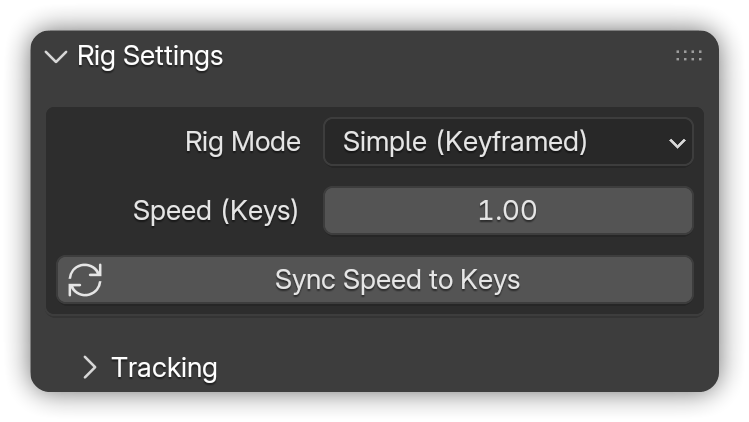 Rig Settings
Rig Mode Simple (Keyframed)
Speed (Keys) 1.00
Sync Speed to Keys
Tracking